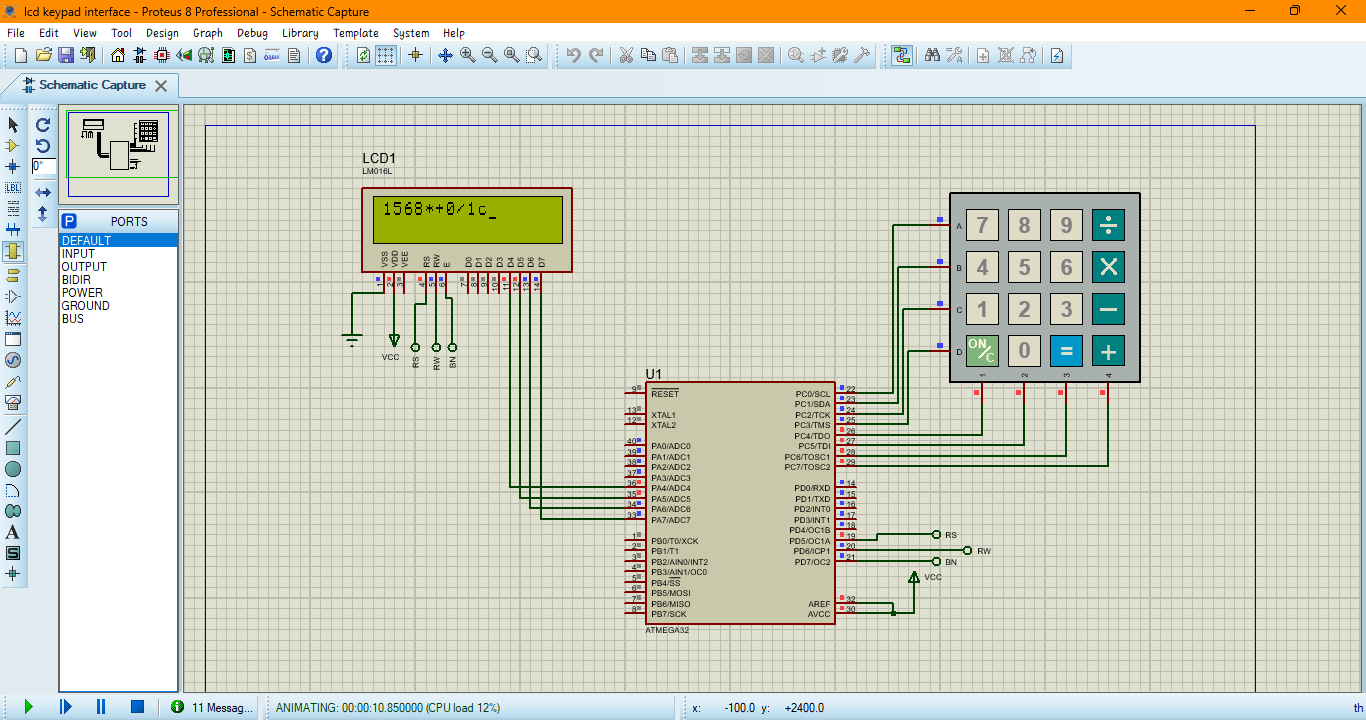 lcd keypad interface - Proteus 8 Professional - Schematic Capture
File Edit View Tool Design Graph Debug Library Template System Help
Schematic Capture
0°
LBL
P PORTS
DEFAULT
INPUT
OUTPUT
BIDIR
POWER
GROUND
BUS
A
S
LCD1
LM016L
1568*+0/1c_
VSS VDD VEE RS RW E D0 D1 D2 D3 D4 D5 D6 D7
1 2 3 4 5 6 7 8 9 10 11 12 13 14
VCC RS RW BN
A 7 8 9 ÷
B 4 5 6 X
C 1 2 3 −
D ON/C 0 = +
1 2 3 4
U1
9 RESET PC0/SCL 22
PC1/SDA 23
13 XTAL1 PC2/TCK 24
12 XTAL2 PC3/TMS 25
PC4/TDO 26
40 PA0/ADC0 PC5/TDI 27
39 PA1/ADC1 PC6/TOSC1 28
38 PA2/ADC2 PC7/TOSC2 29
37 PA3/ADC3
36 PA4/ADC4 PD0/RXD 14
35 PA5/ADC5 PD1/TXD 15
34 PA6/ADC6 PD2/INT0 16
33 PA7/ADC7 PD3/INT1 17
PD4/OC1B 18
1 PB0/T0/XCK PD5/OC1A 19 RS
2 PB1/T1 PD6/ICP1 20 RW
3 PB2/AIN0/INT2 PD7/OC2 21 BN
4 PB3/AIN1/OC0
5 PB4/SS VCC
6 PB5/MOSI
7 PB6/MISO AREF 32
8 PB7/SCK AVCC 30
ATMEGA32
11 Messag... ANIMATING: 00:00:10.850000 (CPU load 12%) x: -100.0 y: +2400.0 th